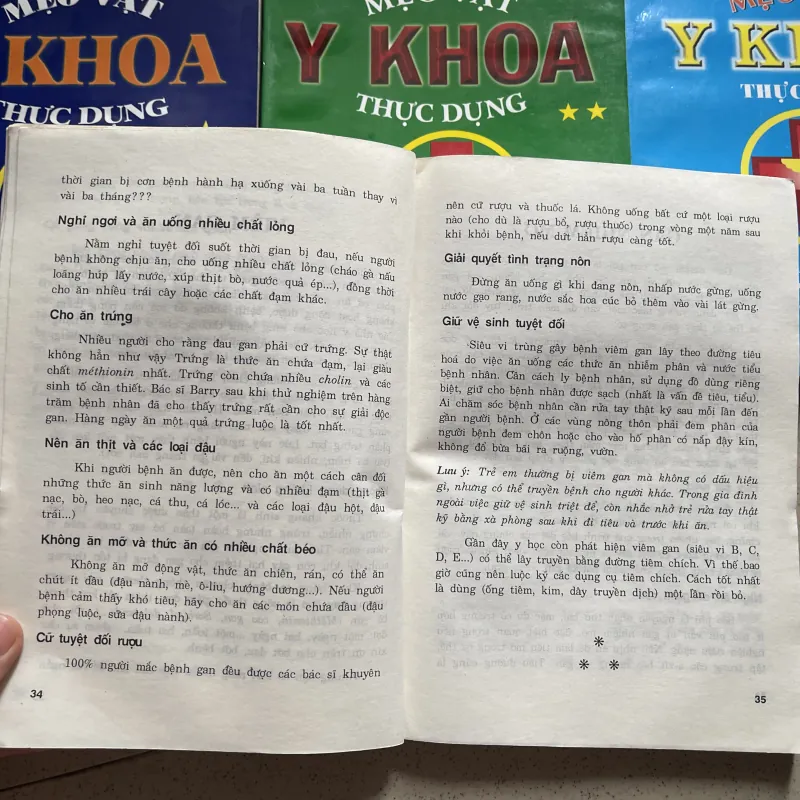 MẸO VẶT
KHOA
THỰC DỤNG
MẸO VẶT
Y KHOA
THỰC DỤNG
MẸO
Y KH
THỰC
thời gian bị cơn bệnh hành hạ xuống vài ba tuần thay vì
vài ba tháng???
Nghỉ ngơi và ăn uống nhiều chất lỏng
Nằm nghỉ tuyệt đối suốt thời gian bị đau, nếu người
bệnh không chịu ăn, cho uống nhiều chất lỏng (cháo gà nấu
loãng húp lấy nước, xúp thịt bò, nước quả ép...), đồng thời
cho ăn nhiều trái cây hoặc các chất đạm khác.
Cho ăn trứng
Nhiều người cho rằng đau gan phải cữ trứng. Sự thật
không hẳn như vậy Trứng là thức ăn chứa đạm, lại giàu
chất méthionin nhất. Trứng còn chứa nhiều cholin và các
sinh tố cần thiết. Bác sĩ Barry sau khi thử nghiệm trên hàng
trăm bệnh nhân đã cho thấy trứng rất cần cho sự giải độc
gan. Hàng ngày ăn một quả trứng luộc là tốt nhất.
Nên ăn thịt và các loại đậu
Khi người bệnh ăn được, nên cho ăn một cách cân đối
những thức ăn sinh năng lượng và có nhiều đạm (thịt gà
nạc, bò, heo nạc, cá thu, cá lóc... và các loại đậu hột, đậu
trái...)
Không ăn mỡ và thức ăn có nhiều chất béo
Không ăn mỡ động vật, thức ăn chiên, rán, có thể ăn
chút ít dầu (đậu nành, mè, ô-liu, hướng dương...). Nếu người
bệnh cảm thấy khó tiêu, hãy cho ăn các món chưa dầu (đậu
phọng luộc, sữa đậu nành).
Cữ tuyệt đối rượu
100% người mắc bệnh gan đều được các bác sĩ khuyên
34
nên cữ rượu và thuốc lá. Không uống bất cứ một loại rượu
nào (cho dù là rượu bổ, rượu thuốc) trong vòng một năm sau
khi khỏi bệnh, nếu dứt hẳn rượu càng tốt.
Giải quyết tình trạng nôn
Đừng ăn uống gì khi đang nôn, nhấp nước gừng, uống
nước gạo rang, nước sắc hoa cúc bỏ thêm vào vài lát gừng.
Giữ vệ sinh tuyệt đối
Siêu vi trùng gây bệnh viêm gan lây theo đường tiêu
hoá do việc ăn uống các thức ăn nhiễm phân và nước tiểu
bệnh nhân. Cần cách ly bệnh nhân, sử dụng đồ dùng riêng
biệt, giữ cho bệnh nhân được sạch (nhất là vấn đề tiêu, tiểu).
Ai chăm sóc bệnh nhân cần rửa tay thật kỹ sau mỗi lần đến
gần người bệnh. Ở các vùng nông thôn phải đem phân của
người bệnh đem chôn hoặc cho vào hố phân có nắp đậy kín,
không đổ bừa bãi ra ruộng, vườn.
Lưu ý: Trẻ em thường bị viêm gan mà không có dấu hiệu
gì, nhưng có thể truyền bệnh cho người khác. Trong gia đình
ngoài việc giữ vệ sinh triệt để, còn nhắc nhở trẻ rửa tay thật
kỹ bằng xà phòng sau khi đi tiêu và trước khi ăn.
Gần đây y học còn phát hiện viêm gan (siêu vi B, C,
D, E...) có thể lây truyền bằng đường tiêm chích. Vì thế bao
giờ cũng nên luộc kỹ các dụng cụ tiêm chích. Cách tốt nhất
là dùng (ống tiêm, kim, dây truyền dịch) một lần rồi bỏ.
*
* *
35